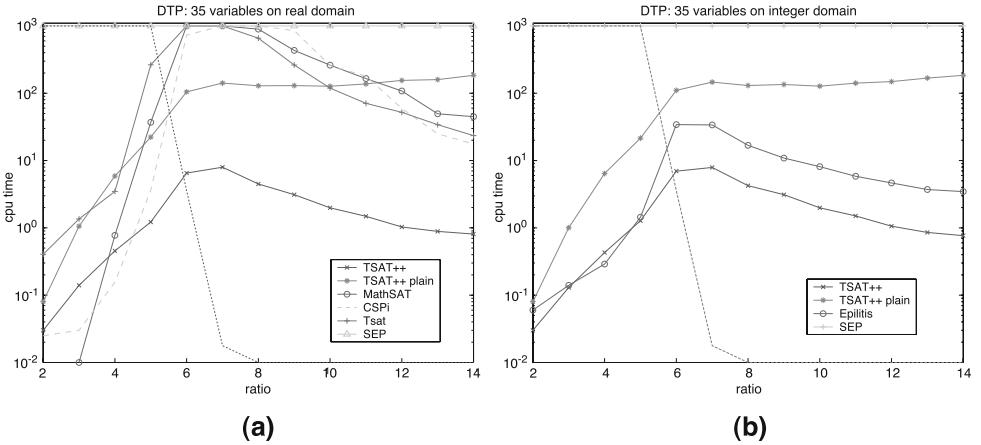 DTP: 35 variables on real domain
10^3
10^2
10^1
10^0
10^-1
10^-2
cpu time
2 4 6 8 10 12 14
ratio
TSAT++
TSAT++ plain
MathSAT
CSPi
Tsat
SEP
(a)
DTP: 35 variables on integer domain
10^3
10^2
10^1
10^0
10^-1
10^-2
cpu time
2 4 6 8 10 12 14
ratio
TSAT++
TSAT++ plain
Epilitis
SEP
(b)